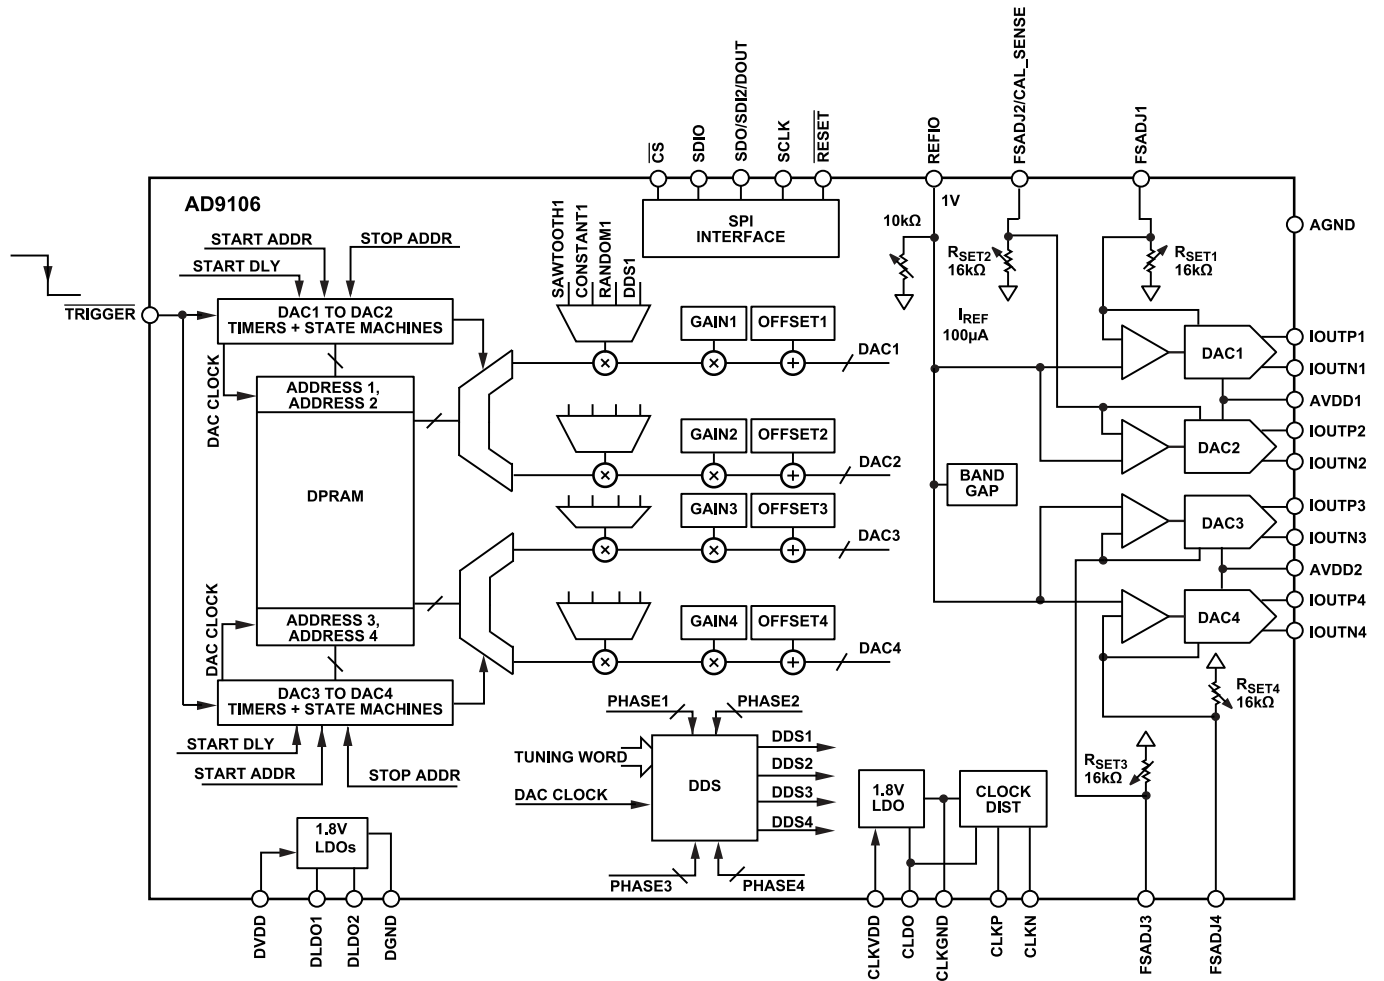 CS
SDIO
SDO/SDI2/DOUT
SCLK
RESET
REFIO
FSADJ2/CAL_SENSE
FSADJ1
AD9106
START ADDR
STOP ADDR
START DLY
TRIGGER
DAC1 TO DAC2
TIMERS + STATE MACHINES
DAC CLOCK
ADDRESS 1,
ADDRESS 2
DPRAM
DAC CLOCK
ADDRESS 3,
ADDRESS 4
DAC3 TO DAC4
TIMERS + STATE MACHINES
START DLY
START ADDR
STOP ADDR
SPI
INTERFACE
SAWTOOTH1
CONSTANT1
RANDOM1
DDS1
GAIN1
OFFSET1
DAC1
GAIN2
OFFSET2
DAC2
GAIN3
OFFSET3
DAC3
GAIN4
OFFSET4
DAC4
1V
10kΩ
RSET2
16kΩ
RSET1
16kΩ
IREF
100µA
BAND
GAP
DAC1
DAC2
DAC3
DAC4
AGND
IOUTP1
IOUTN1
AVDD1
IOUTP2
IOUTN2
IOUTP3
IOUTN3
AVDD2
IOUTP4
IOUTN4
RSET4
16kΩ
RSET3
16kΩ
PHASE1
PHASE2
TUNING WORD
DAC CLOCK
DDS
DDS1
DDS2
DDS3
DDS4
PHASE3
PHASE4
1.8V
LDO
CLOCK
DIST
1.8V
LDOs
DVDD
DLDO1
DLDO2
DGND
CLKVDD
CLDO
CLKGND
CLKP
CLKN
FSADJ3
FSADJ4